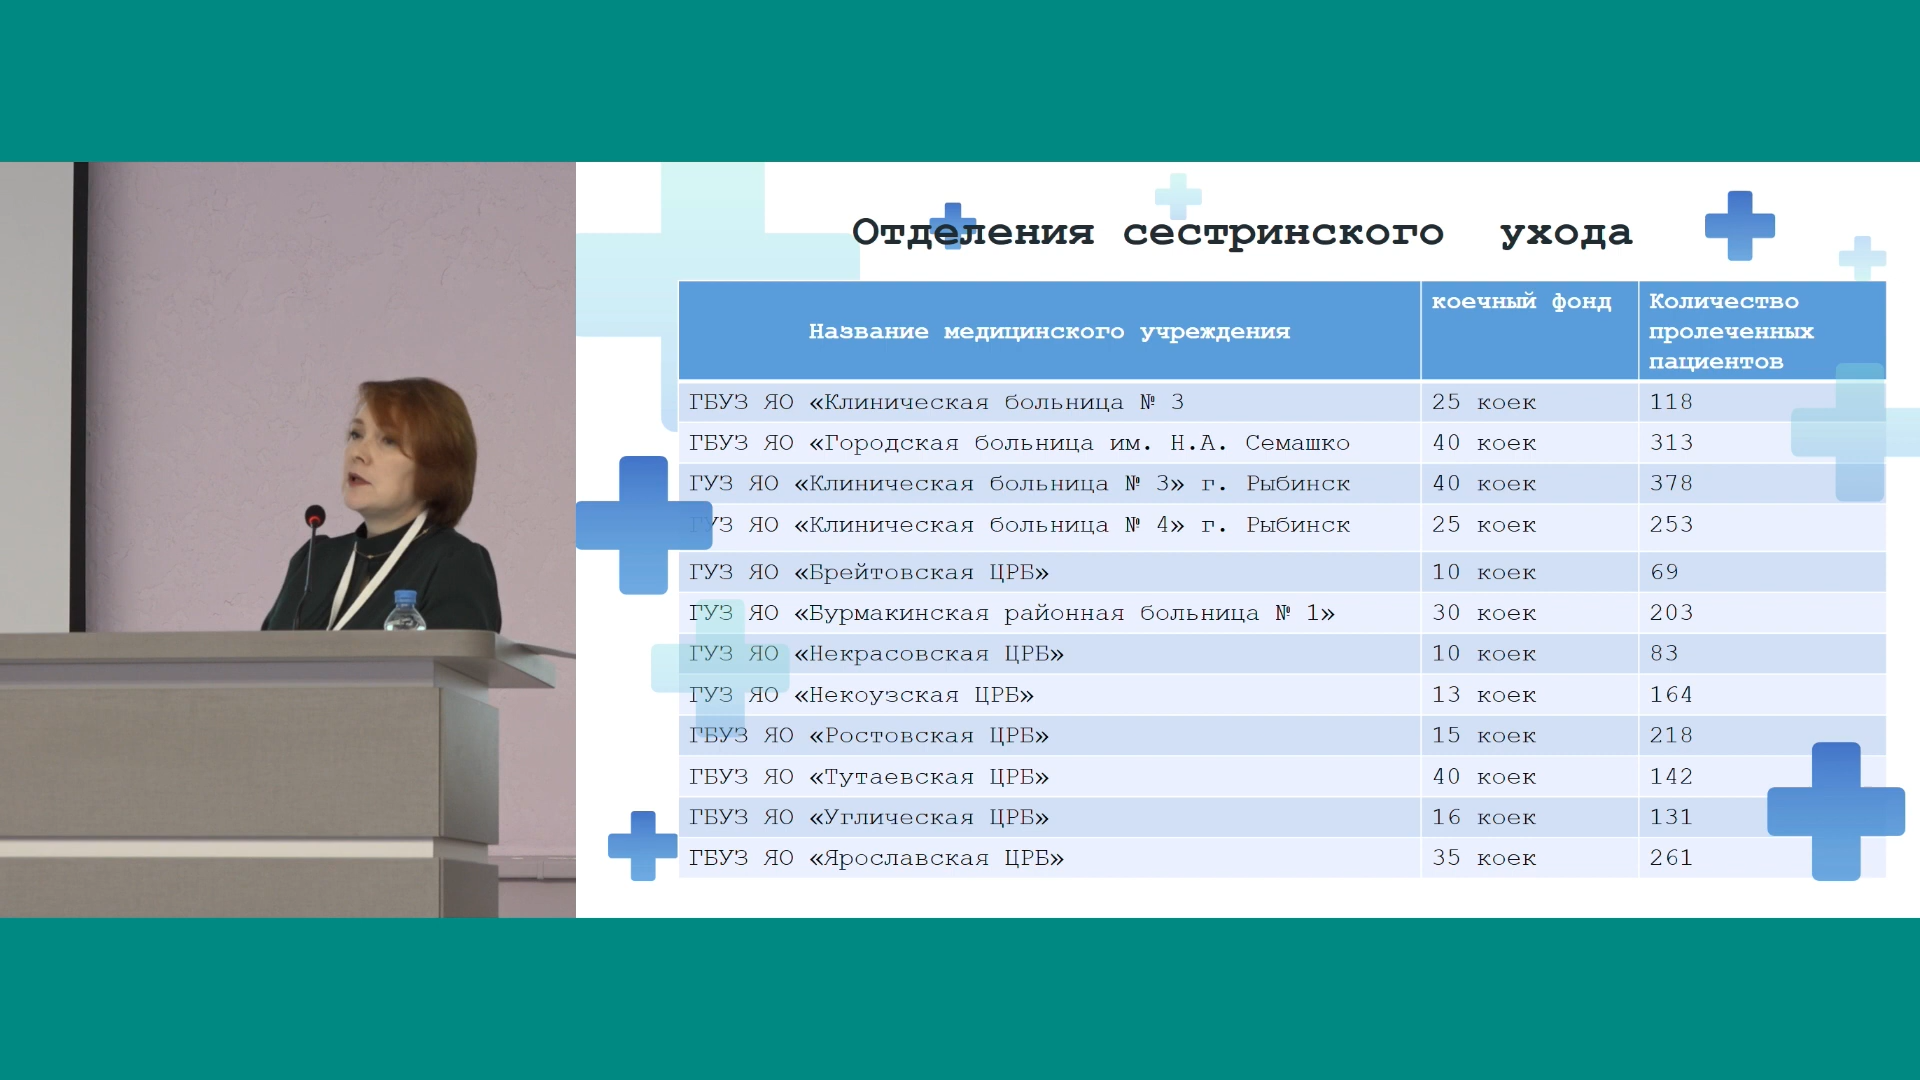 Отделения сестринского ухода
Название медицинского учреждения
коечный фонд
Количество
пролеченных
пациентов
ГБУЗ ЯО «Клиническая больница № 3 25 коек 118
ГБУЗ ЯО «Городская больница им. Н.А. Семашко 40 коек 313
ГУЗ ЯО «Клиническая больница № 3» г. Рыбинск 40 коек 378
ГУЗ ЯО «Клиническая больница № 4» г. Рыбинск 25 коек 253
ГУЗ ЯО «Брейтовская ЦРБ» 10 коек 69
ГУЗ ЯО «Бурмакинская районная больница № 1» 30 коек 203
ГУЗ ЯО «Некрасовская ЦРБ» 10 коек 83
ГУЗ ЯО «Некоузская ЦРБ» 13 коек 164
ГБУЗ ЯО «Ростовская ЦРБ» 15 коек 218
ГБУЗ ЯО «Тутаевская ЦРБ» 40 коек 142
ГБУЗ ЯО «Угличeская ЦРБ» 16 коек 131
ГБУЗ ЯО «Ярославская ЦРБ» 35 коек 261